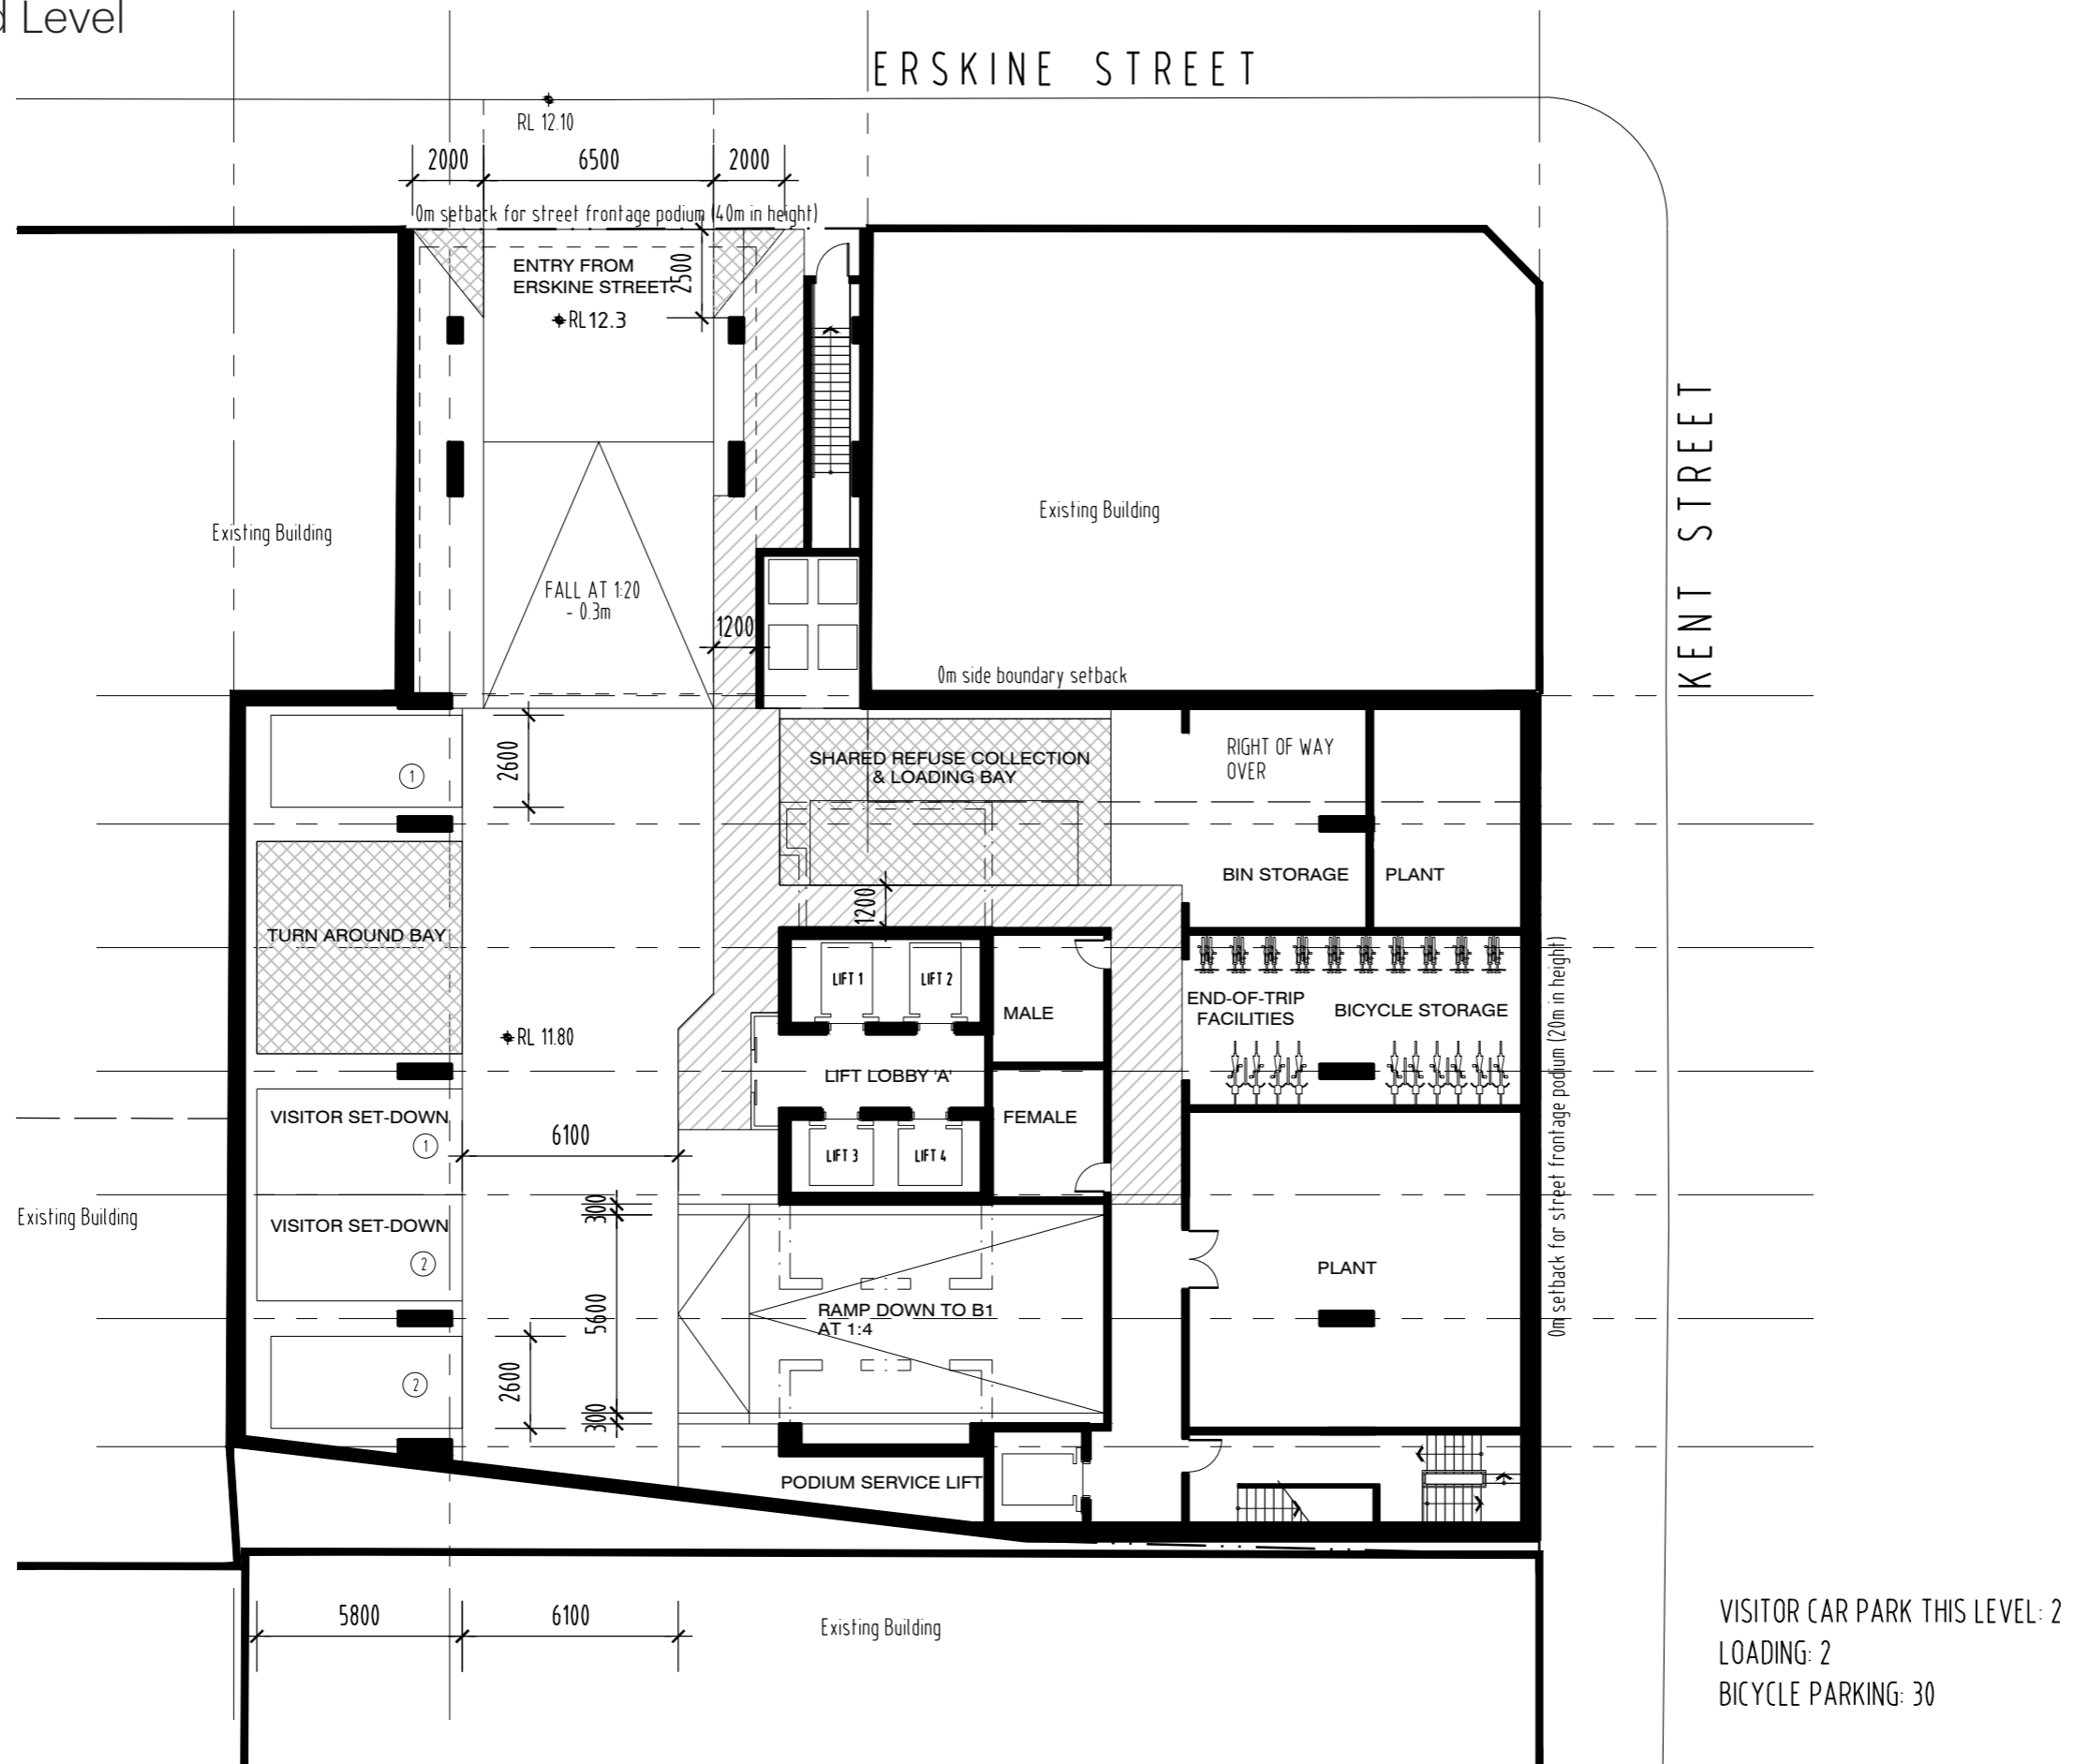 d Level
ERSKINE STREET
RL 12.10
2000
6500
2000
0m setback for street frontage podium (40m in height)
ENTRY FROM
ERSKINE STREET
2500
RL12.3
KENT STREET
Existing Building
Existing Building
FALL AT 1:20
- 0.3m
1200
0m side boundary setback
2600
1
SHARED REFUSE COLLECTION
& LOADING BAY
RIGHT OF WAY
OVER
BIN STORAGE
PLANT
1200
TURN AROUND BAY
LIFT 1
LIFT 2
MALE
END-OF-TRIP
FACILITIES
BICYCLE STORAGE
0m setback for street frontage podium (20m in height)
RL 11.80
LIFT LOBBY 'A'
VISITOR SET-DOWN
1
6100
FEMALE
LIFT 3
LIFT 4
Existing Building
VISITOR SET-DOWN
2
300
5600
300
PLANT
RAMP DOWN TO B1
AT 1:4
2
2600
PODIUM SERVICE LIFT
5800
6100
Existing Building
VISITOR CAR PARK THIS LEVEL: 2
LOADING: 2
BICYCLE PARKING: 30